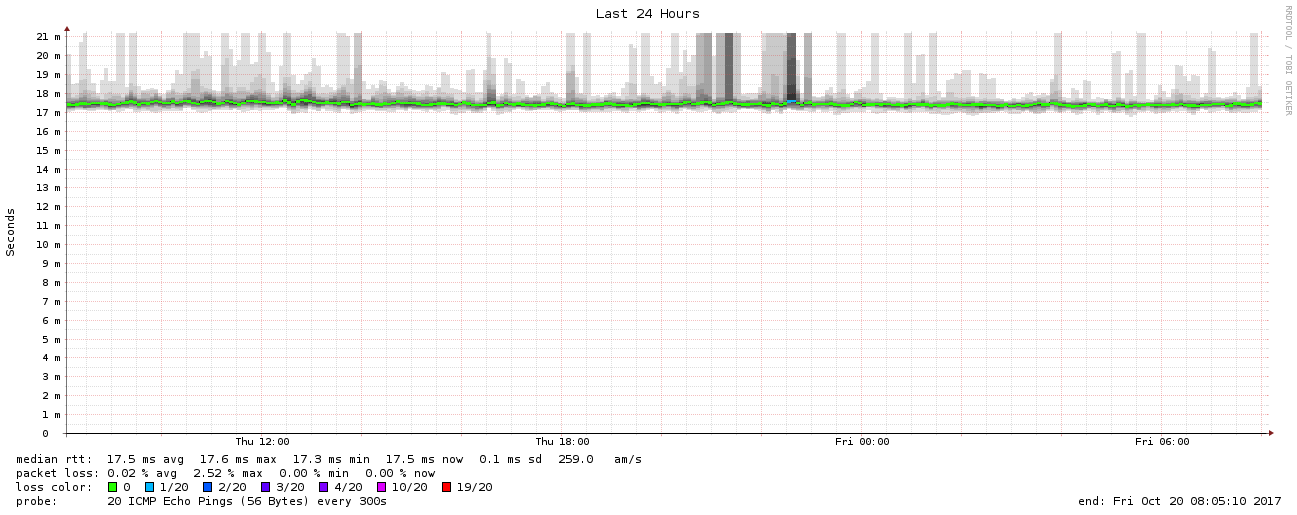 Last 24 Hours
RRDTOOL / TOBI OETIKER
Seconds
21 m
20 m
19 m
18 m
17 m
16 m
15 m
14 m
13 m
12 m
11 m
10 m
9 m
8 m
7 m
6 m
5 m
4 m
3 m
2 m
1 m
0
Thu 12:00 Thu 18:00 Fri 00:00 Fri 06:00
median rtt: 17.5 ms avg 17.6 ms max 17.3 ms min 17.5 ms now 0.1 ms sd 259.0 am/s
packet loss: 0.02 % avg 2.52 % max 0.00 % min 0.00 % now
loss color: 0 1/20 2/20 3/20 4/20 10/20 19/20
probe: 20 ICMP Echo Pings (56 Bytes) every 300s end: Fri Oct 20 08:05:10 2017